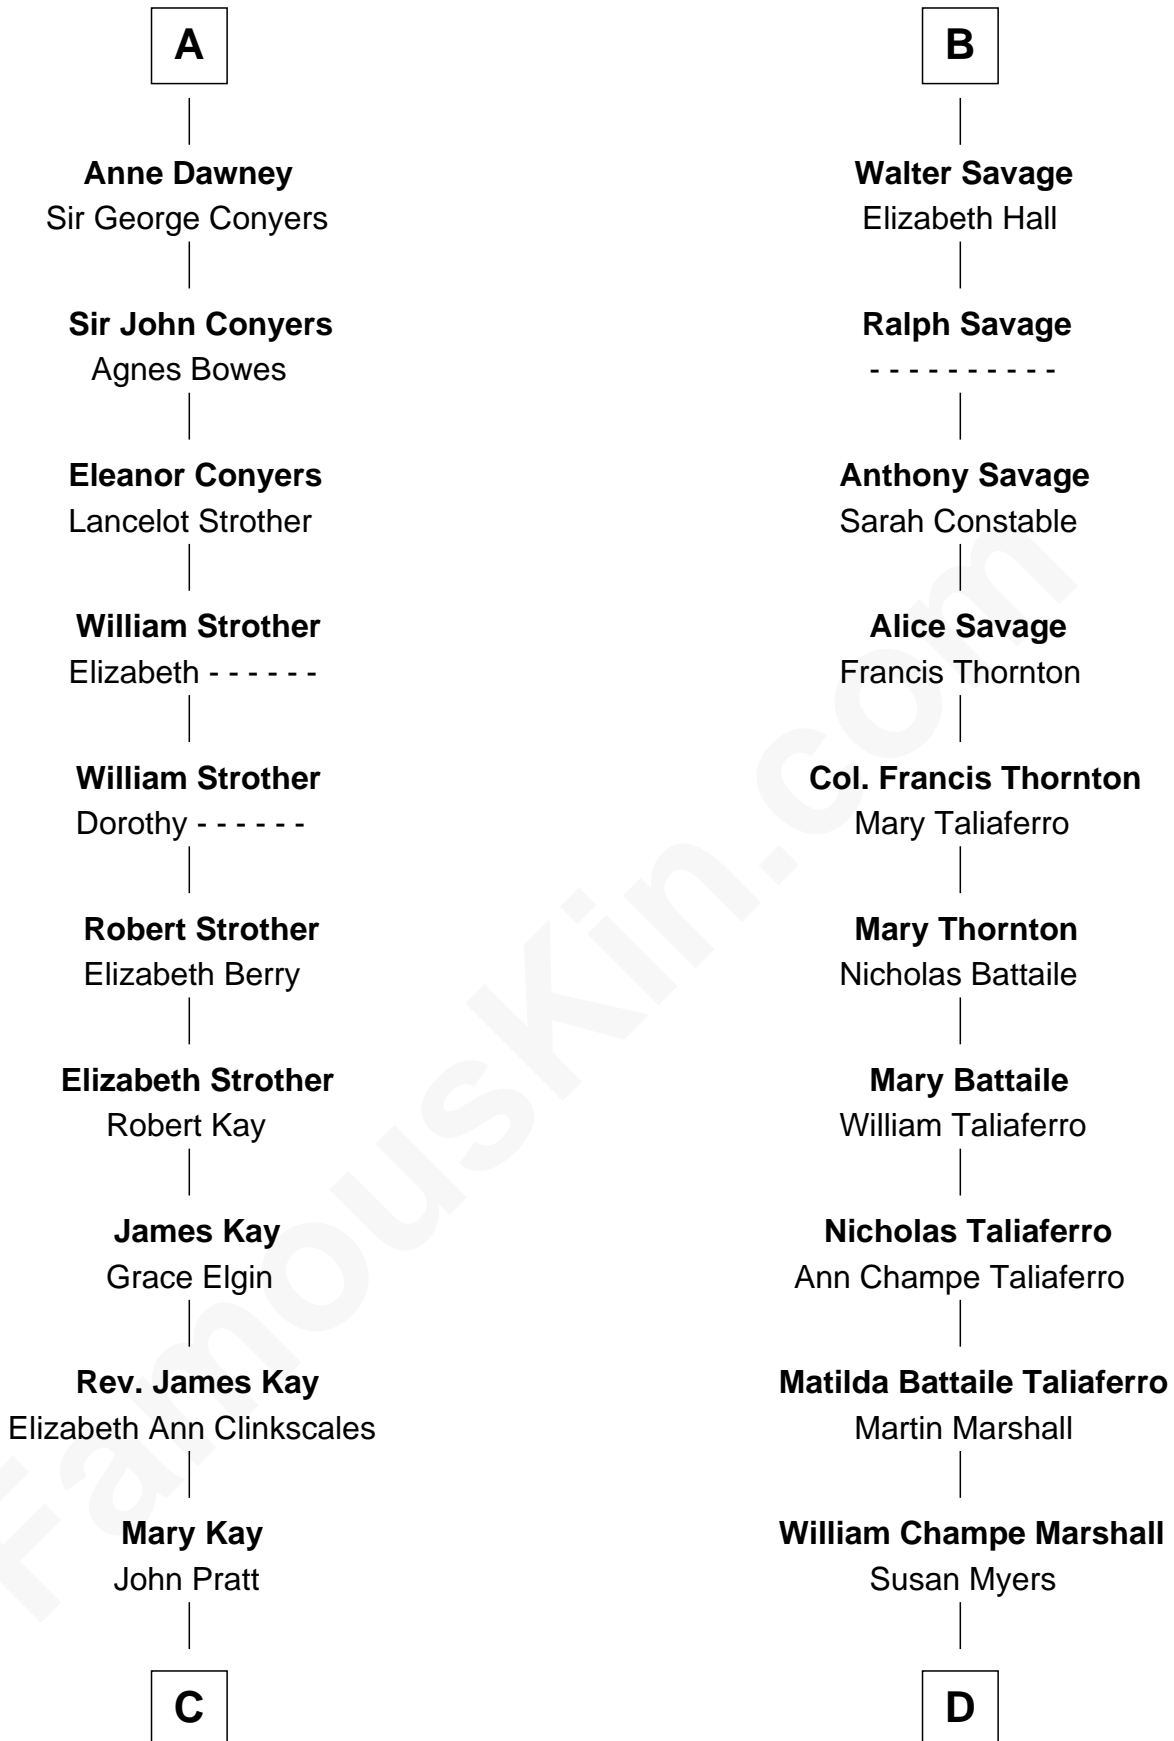 A
Anne Dawney
Sir George Conyers
Sir John Conyers
Agnes Bowes
Eleanor Conyers
Lancelot Strother
William Strother
Elizabeth - - - - - -
William Strother
Dorothy - - - - - -
Robert Strother
Elizabeth Berry
Elizabeth Strother
Robert Kay
James Kay
Grace Elgin
Rev. James Kay
Elizabeth Ann Clinkscales
Mary Kay
John Pratt
C
B
Walter Savage
Elizabeth Hall
Ralph Savage
- - - - - - - - - -
Anthony Savage
Sarah Constable
Alice Savage
Francis Thornton
Col. Francis Thornton
Mary Taliaferro
Mary Thornton
Nicholas Battaile
Mary Battaile
William Taliaferro
Nicholas Taliaferro
Ann Champe Taliaferro
Matilda Battaile Taliaferro
Martin Marshall
William Champe Marshall
Susan Myers
D
FamousKin.com